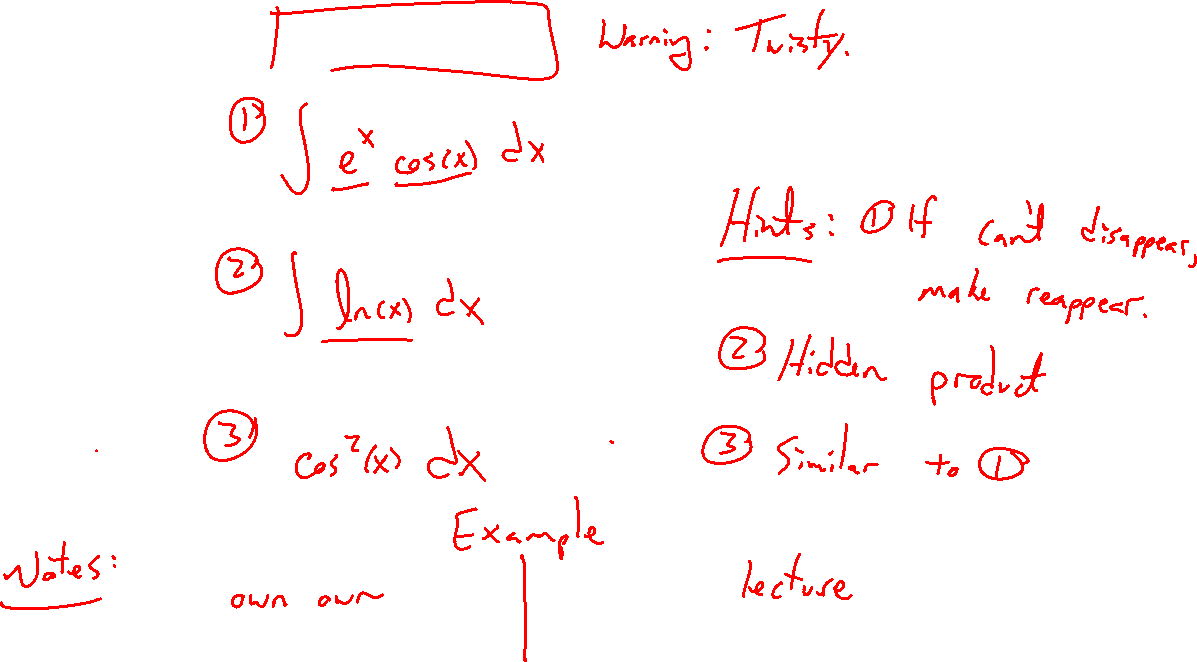 Warning: Twisty.
① ∫ e^x cos(x) dx
② ∫ ln(x) dx
③ cos²(x) dx
Hints: ① If can't disappear,
make reappear.
② Hidden product
③ Similar to ①
Example
Notes:
own own
lecture